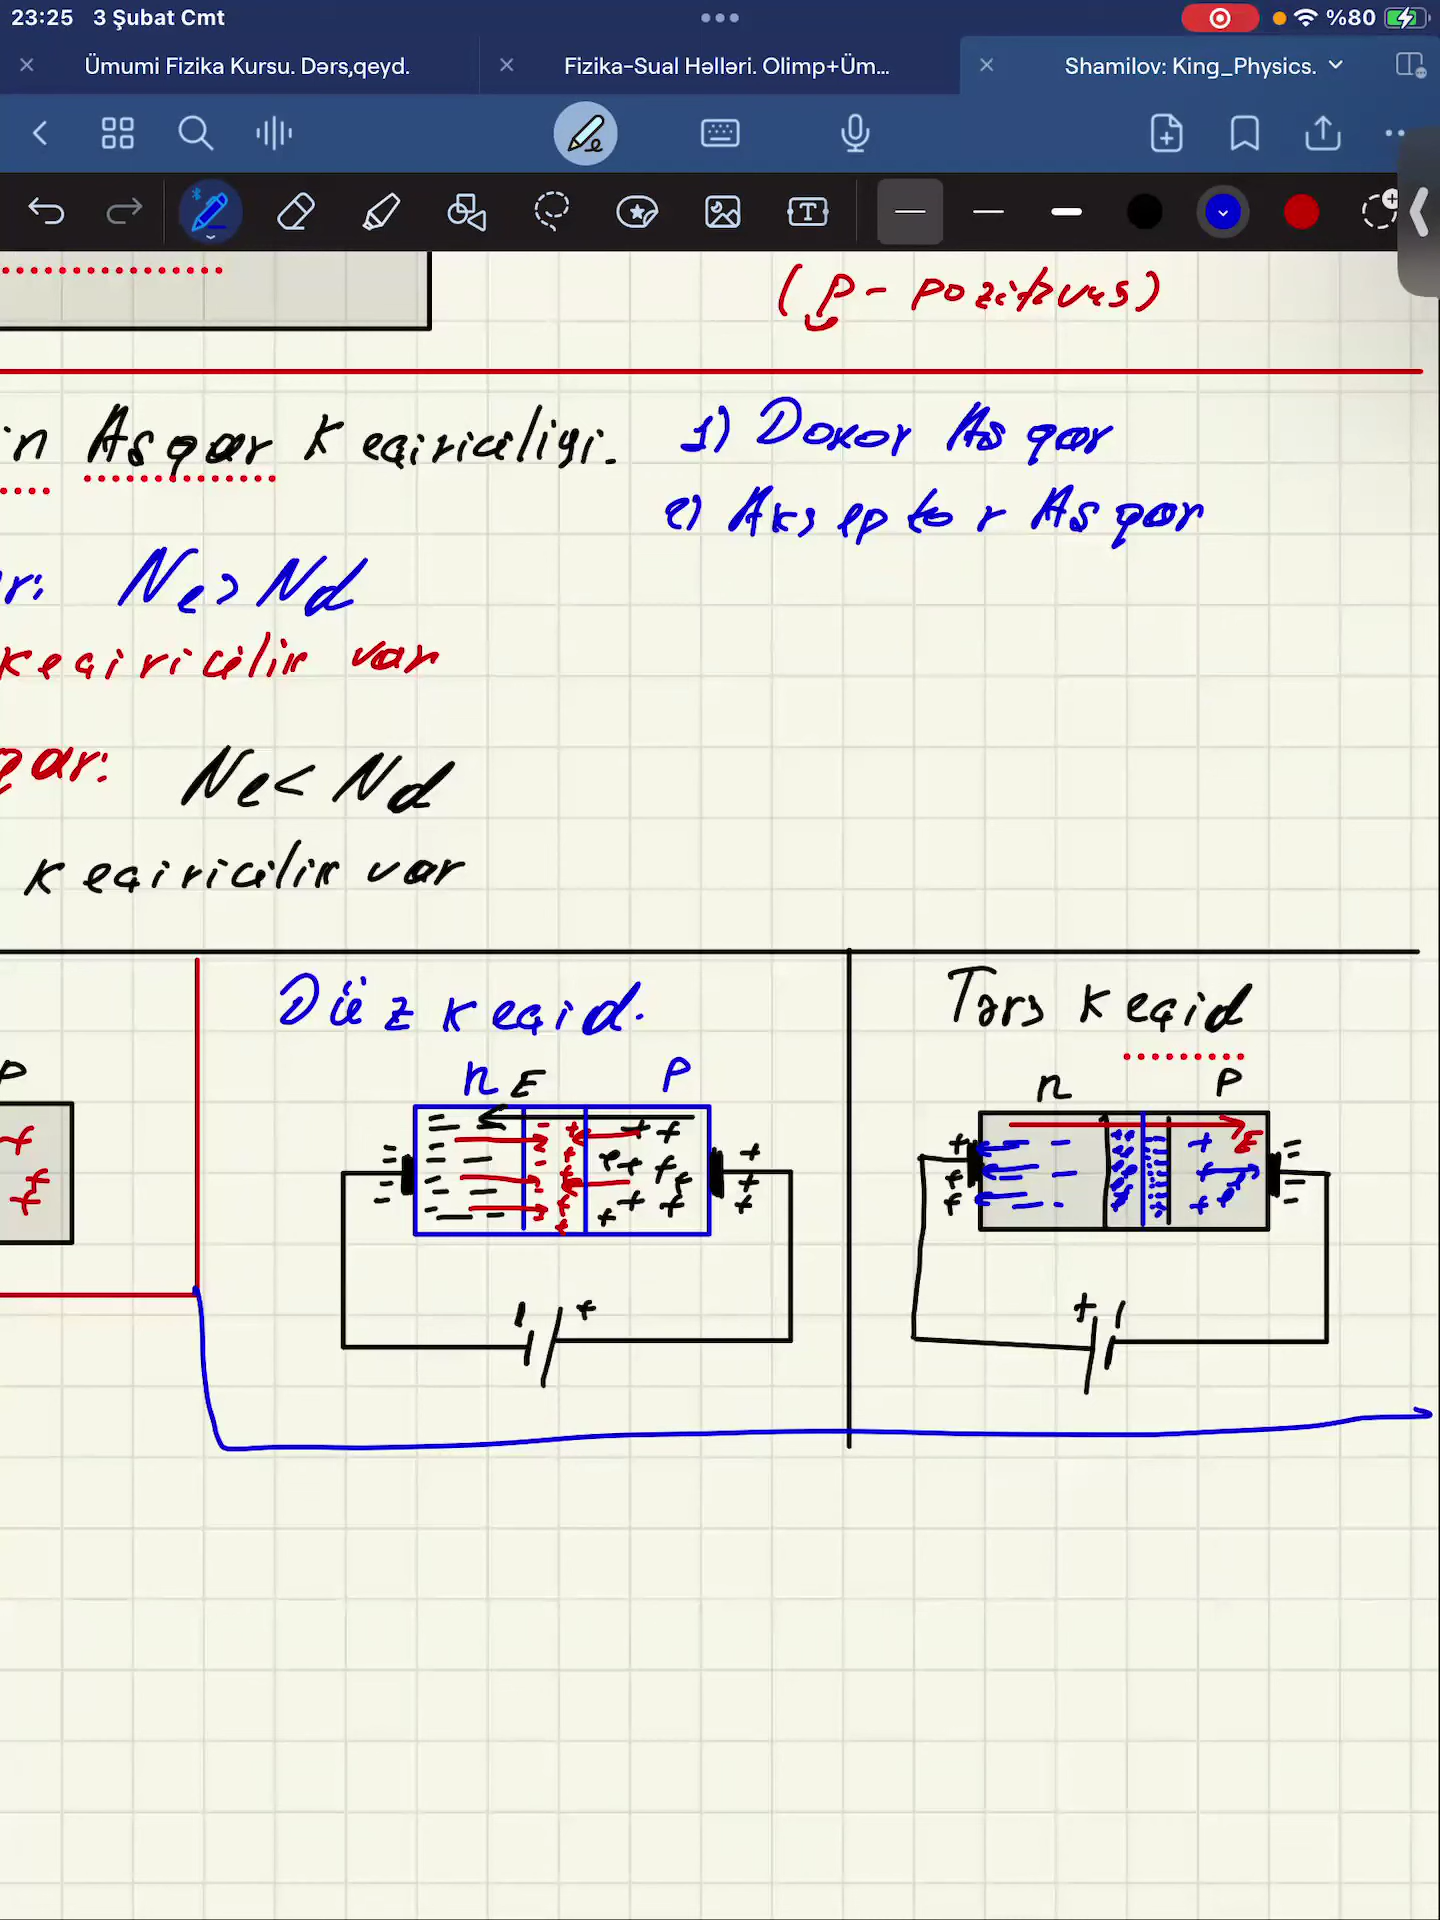 23:25 3 Şubat Cmt
%80
Ümumi Fizika Kursu. Dərs,qeyd.
Fizika-Sual Həlləri. Olimp+Üm...
Shamilov: King_Physics.
(p - pozitivus)
in Aşqar Keçiriciliyi.
1) Donor Aşqar
2) Akseptor Aşqar
r: Ne > Nd
keçiricilik var
qar: Ne < Nd
keçiricilik var
Düz keçid.
Tərs keçid
P
n E P
n P
E
- +
+ -